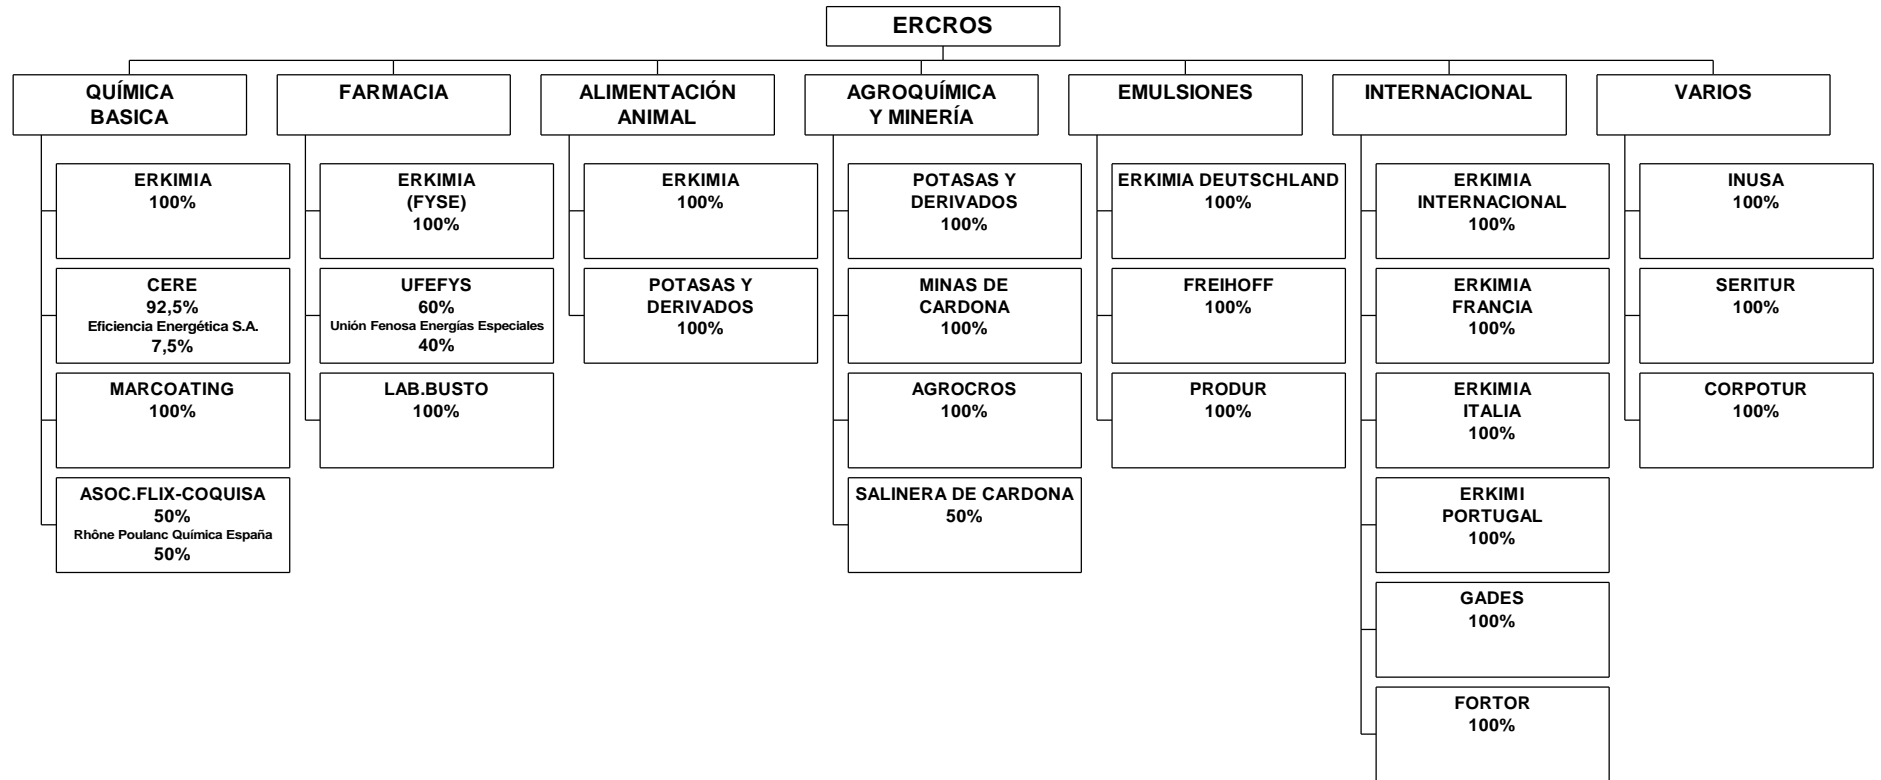 ERCROS
QUÍMICA
BASICA
FARMACIA
ALIMENTACIÓN
ANIMAL
AGROQUÍMICA
Y MINERÍA
EMULSIONES
INTERNACIONAL
VARIOS
ERKIMIA
100%
CERE
92,5%
Eficiencia Energética S.A.
7,5%
MARCOATING
100%
ASOC.FLIX-COQUISA
50%
Rhône Poulanc Química España
50%
ERKIMIA
(FYSE)
100%
UFEFYS
60%
Unión Fenosa Energías Especiales
40%
LAB.BUSTO
100%
ERKIMIA
100%
POTASAS Y
DERIVADOS
100%
POTASAS Y
DERIVADOS
100%
MINAS DE
CARDONA
100%
AGROCROS
100%
SALINERA DE CARDONA
50%
ERKIMIA DEUTSCHLAND
100%
FREIHOFF
100%
PRODUR
100%
ERKIMIA
INTERNACIONAL
100%
ERKIMIA
FRANCIA
100%
ERKIMIA
ITALIA
100%
ERKIMI
PORTUGAL
100%
GADES
100%
FORTOR
100%
INUSA
100%
SERITUR
100%
CORPOTUR
100%